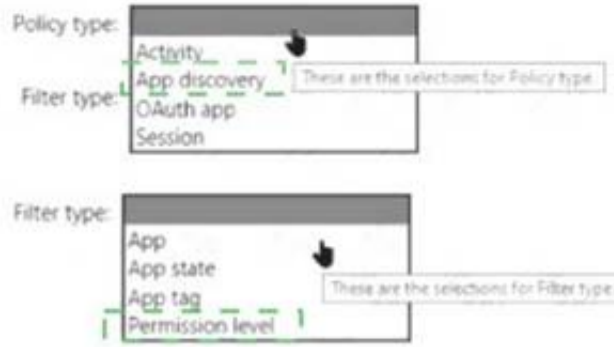 Policy type:
Activity
App discovery
These are the selections for Policy type.
Filter type:
OAuth app
Session
Filter type:
App
App state
These are the selections for Filter type
App tag
Permission level